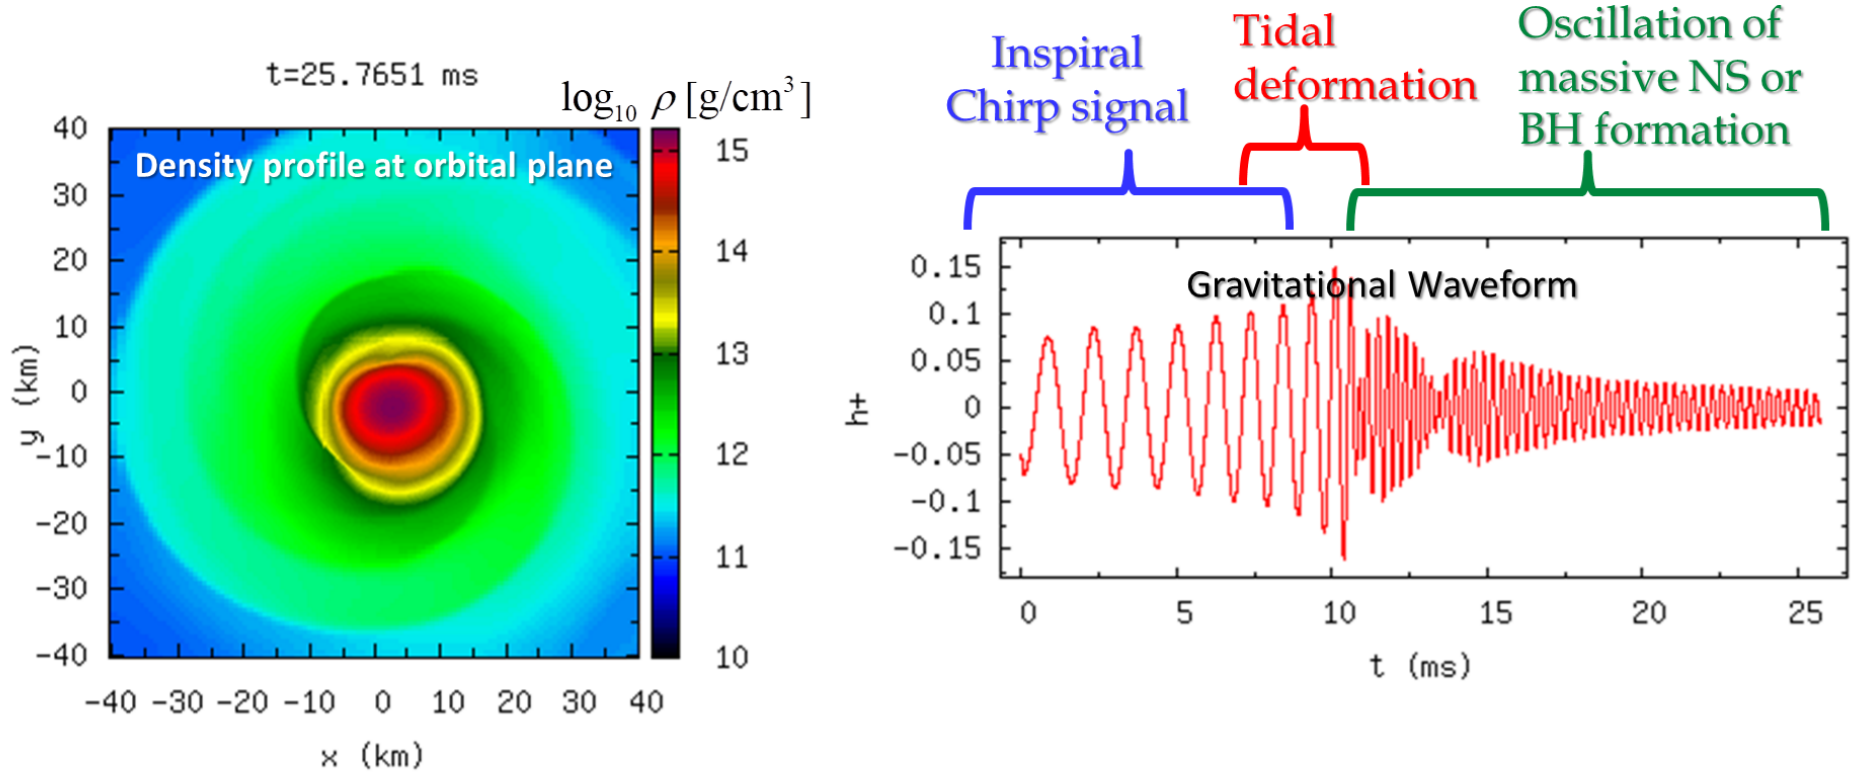 t=25.7651 ms
log₁₀ ρ [g/cm³]
Density profile at orbital plane
40
30
20
10
0
-10
-20
-30
-40
y (km)
-40 -30 -20 -10 0 10 20 30 40
x (km)
15
14
13
12
11
10
Inspiral
Chirp signal
Tidal
deformation
Oscillation of
massive NS or
BH formation
Gravitational Waveform
0.15
0.1
0.05
0
-0.05
-0.1
-0.15
h+
0 5 10 15 20 25
t (ms)